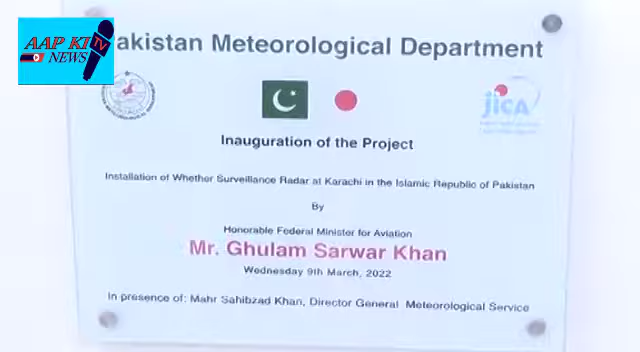 AAP KI
TV
NEWS
akistan Meteorological Department
jica
Inauguration of the Project
Installation of Whether Surveillance Radar at Karachi in the Islamic Republic of Pakistan
By
Honorable Federal Minister for Aviation
Mr. Ghulam Sarwar Khan
Wednesday 9th March, 2022
In presence of: Mahr Sahibzad Khan, Director General Meteorological Service